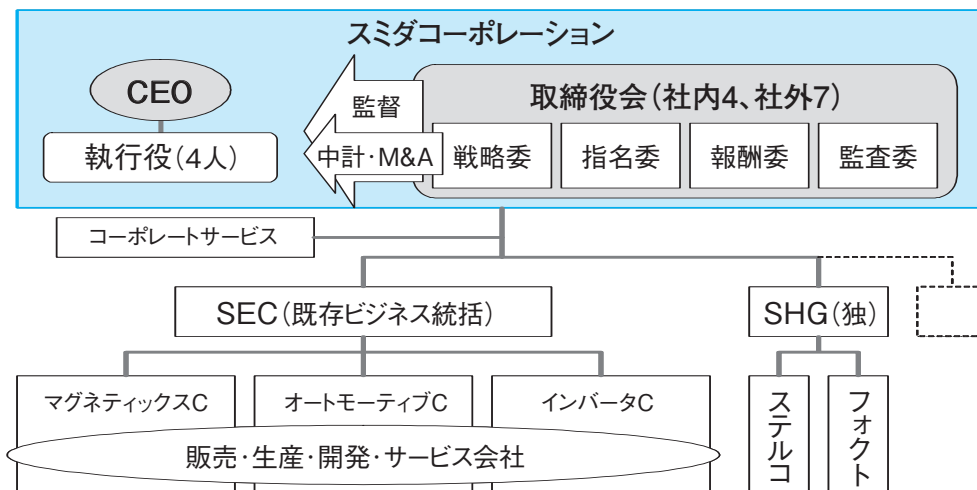 スミダコーポレーション
CEO
執行役(4人)
監督
中計・M&A
取締役会(社内4、社外7)
戦略委
指名委
報酬委
監査委
コーポレートサービス
SEC(既存ビジネス統括)
SHG(独)
マグネティックスC
オートモーティブC
インバータC
販売・生産・開発・サービス会社
ステルコ
フォクト